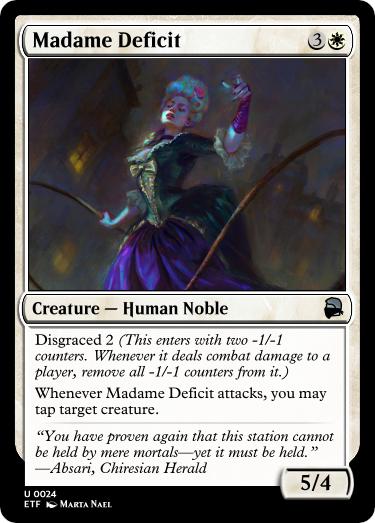 Madame Deficit 3
Creature — Human Noble
Disgraced 2 (This enters with two -1/-1
counters. Whenever it deals combat damage to a
player, remove all -1/-1 counters from it.)
Whenever Madame Deficit attacks, you may
tap target creature.
“You have proven again that this station cannot
be held by mere mortals—yet it must be held.”
—Absari, Chiresian Herald
5/4
U 0024
ETF Marta Nael